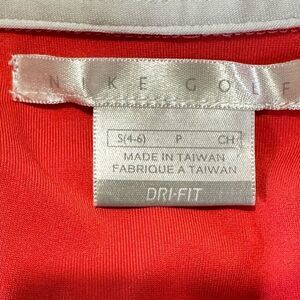 NIKE GOLF
S(4-6) P CH
MADE IN TAIWAN
FABRIQUE A TAIWAN
DRI-FIT